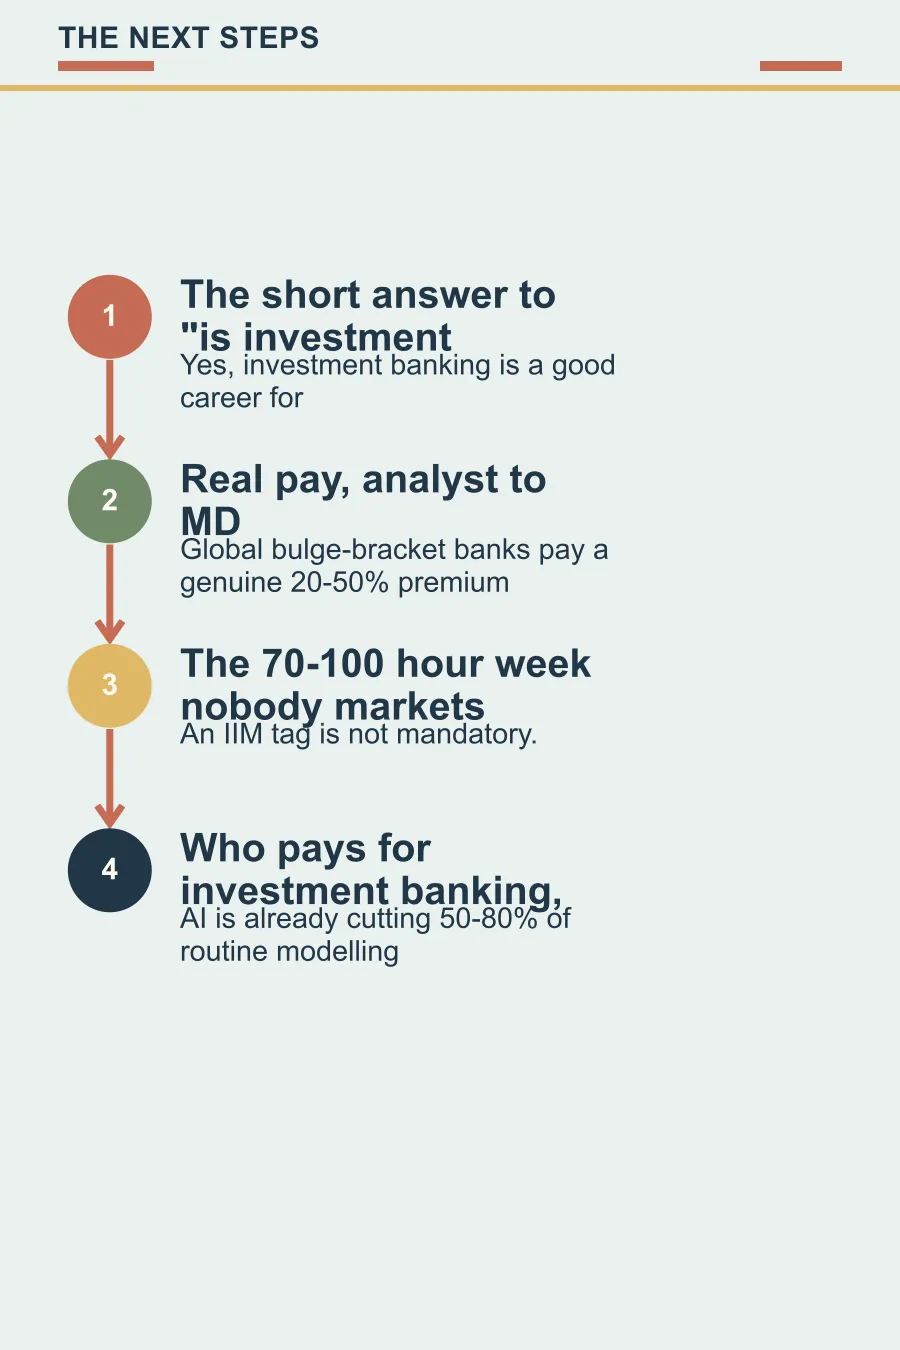 THE NEXT STEPS
1
The short answer to
"is investment
Yes, investment banking is a good
career for
2
Real pay, analyst to
MD
Global bulge-bracket banks pay a
genuine 20-50% premium
3
The 70-100 hour week
nobody markets
An IIM tag is not mandatory.
4
Who pays for
investment banking,
AI is already cutting 50-80% of
routine modelling